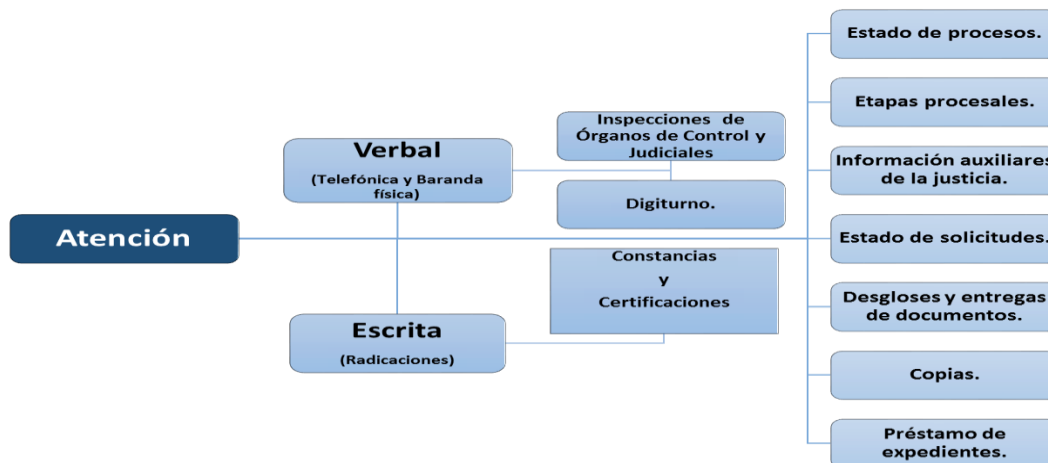 Atención
Verbal
(Telefónica y Baranda
física)
Escrita
(Radicaciones)
Inspecciones de
Órganos de Control y
Judiciales
Digiturno.
Constancias
y
Certificaciones
Estado de procesos.
Etapas procesales.
Información auxiliares
de la justicia.
Estado de solicitudes.
Desgloses y entregas
de documentos.
Copias.
Préstamo de
expedientes.